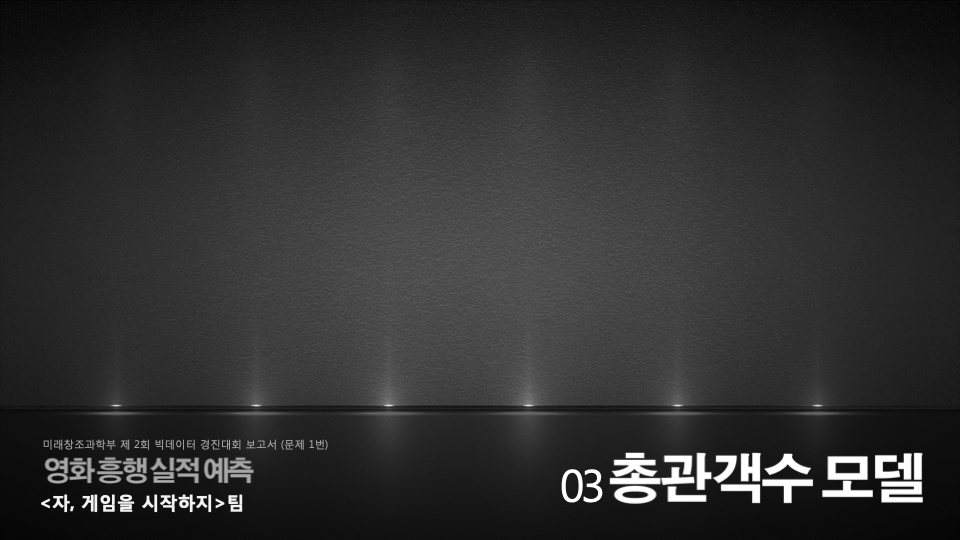 미래창조과학부 제 2회 빅데이터 경진대회 보고서 (문제 1번)
영화 흥행 실적 예측
<자, 게임을 시작하지>팀
03 총관객수 모델